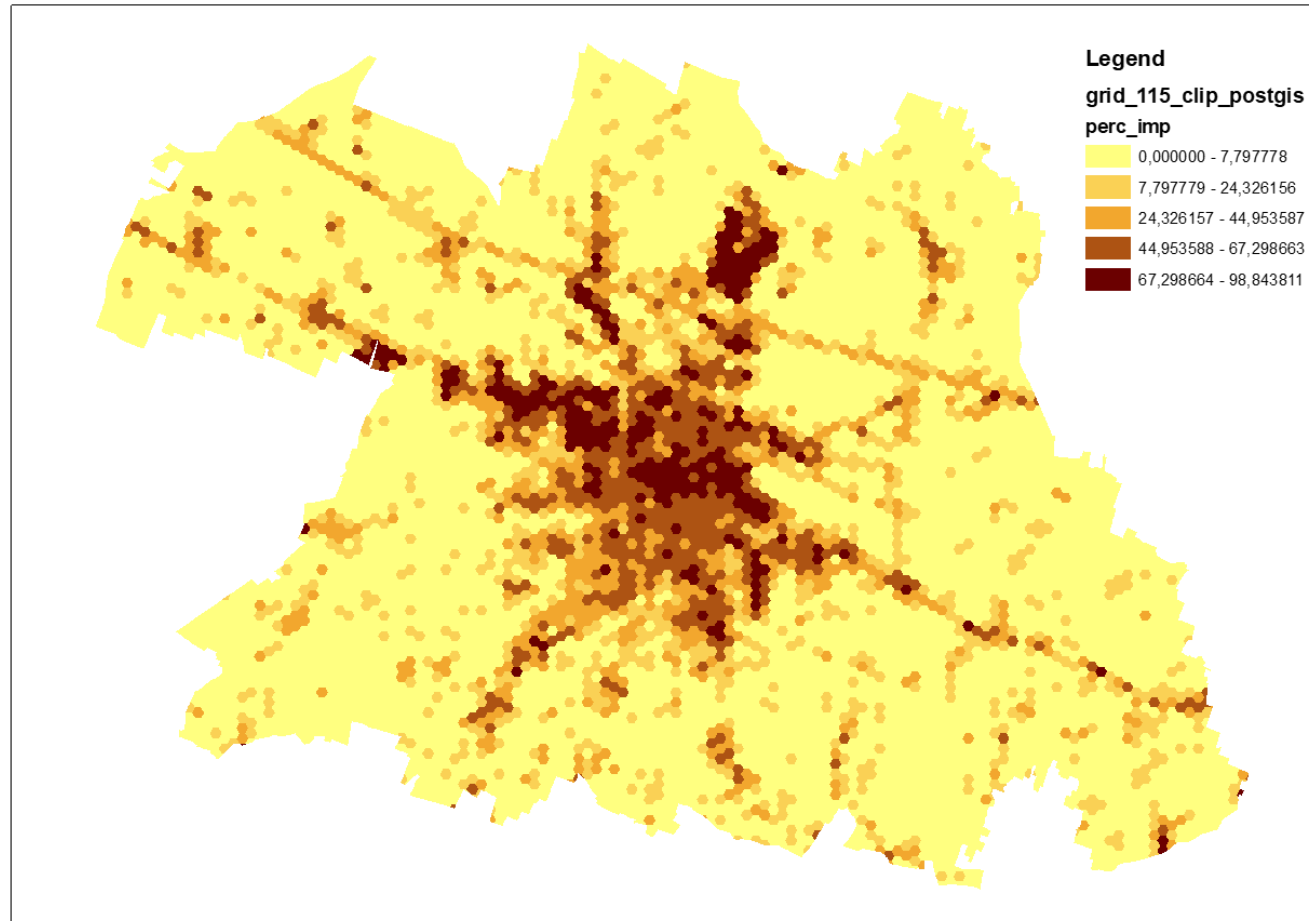 Legend
grid_115_clip_postgis
perc_imp
0,000000 - 7,797778
7,797779 - 24,326156
24,326157 - 44,953587
44,953588 - 67,298663
67,298664 - 98,843811